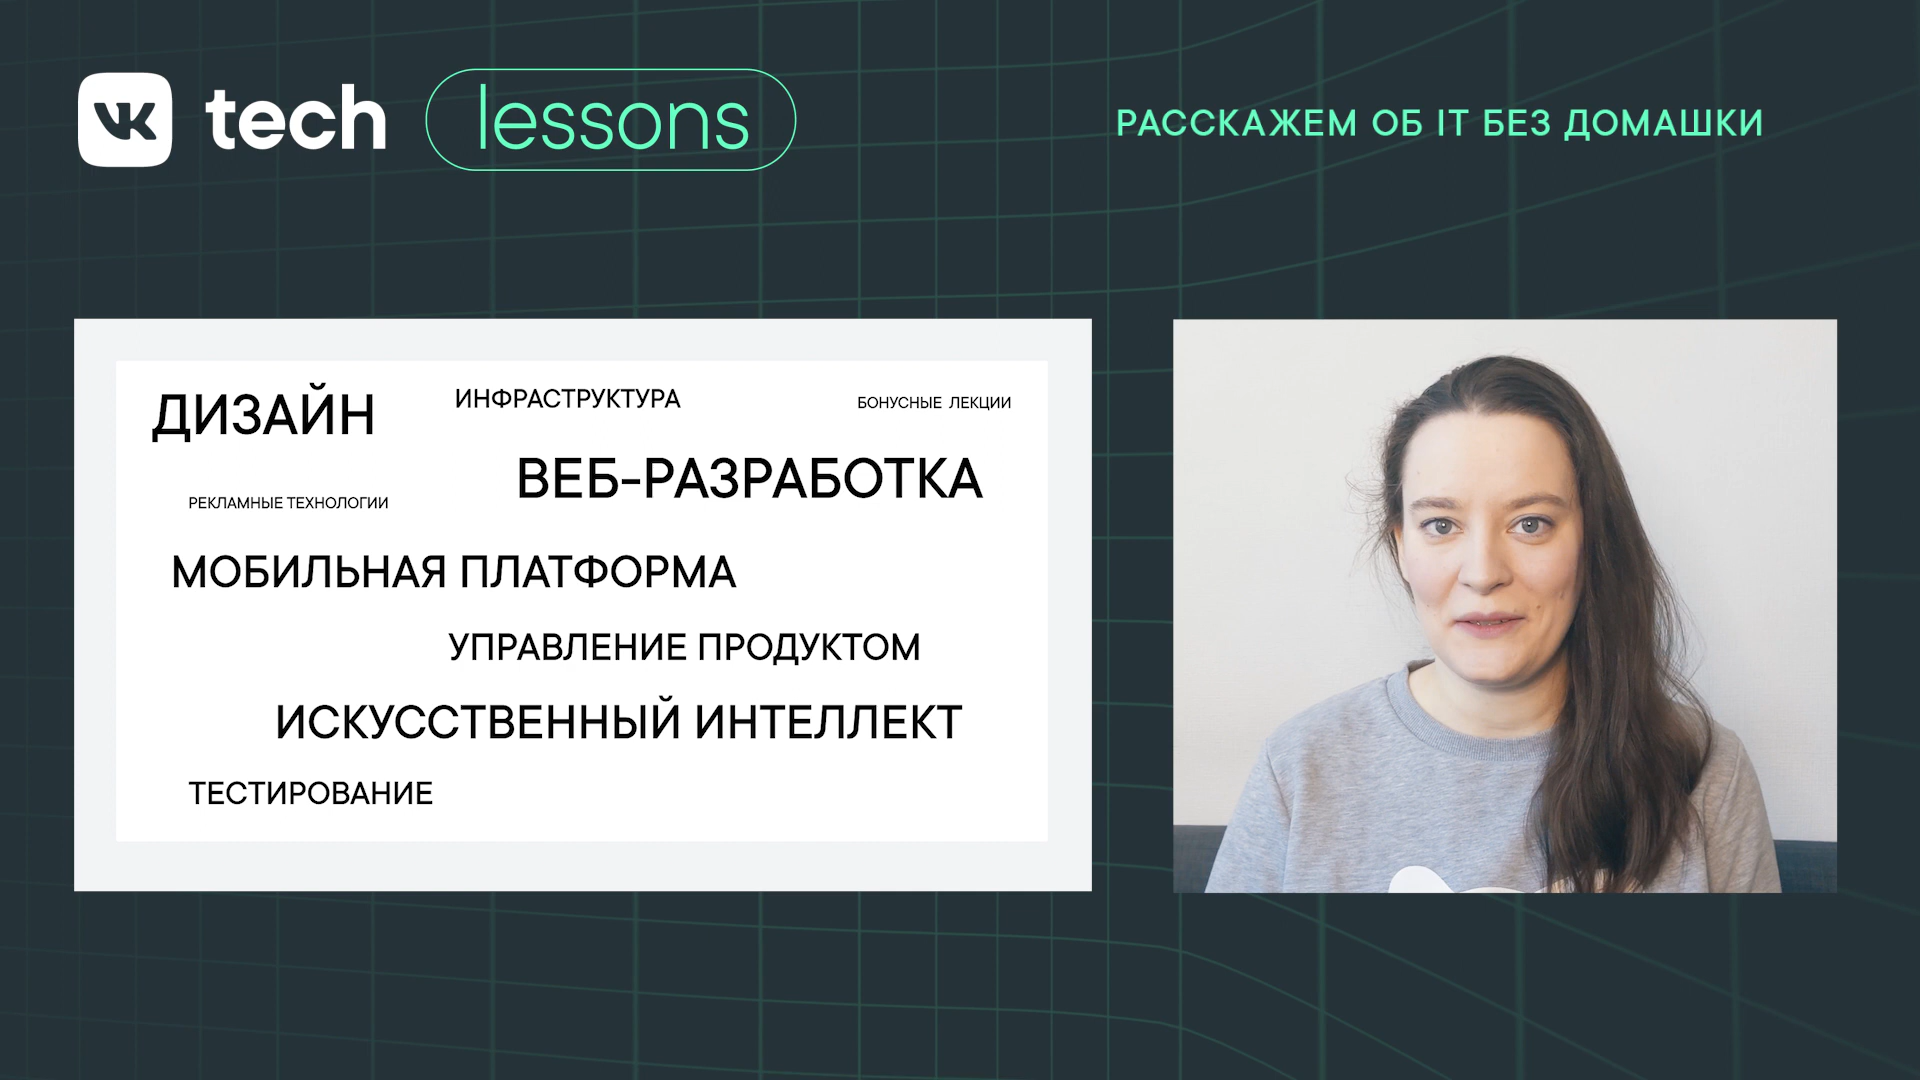 VK tech lessons
РАССКАЖЕМ ОБ IT БЕЗ ДОМАШКИ
ДИЗАЙН
ИНФРАСТРУКТУРА
БОНУСНЫЕ ЛЕКЦИИ
ВЕБ-РАЗРАБОТКА
РЕКЛАМНЫЕ ТЕХНОЛОГИИ
МОБИЛЬНАЯ ПЛАТФОРМА
УПРАВЛЕНИЕ ПРОДУКТОМ
ИСКУССТВЕННЫЙ ИНТЕЛЛЕКТ
ТЕСТИРОВАНИЕ